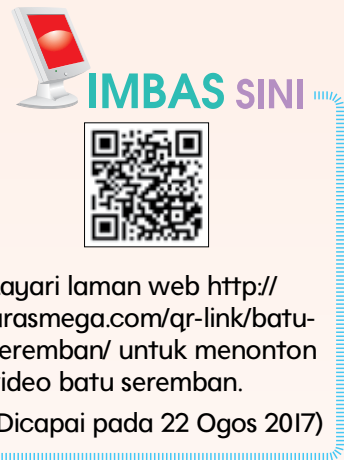 IMBAS SINI
ayari laman web http://
arasmega.com/qr-link/batu-
eremban/ untuk menonton
ideo batu seremban.
Dicapai pada 22 Ogos 2017)